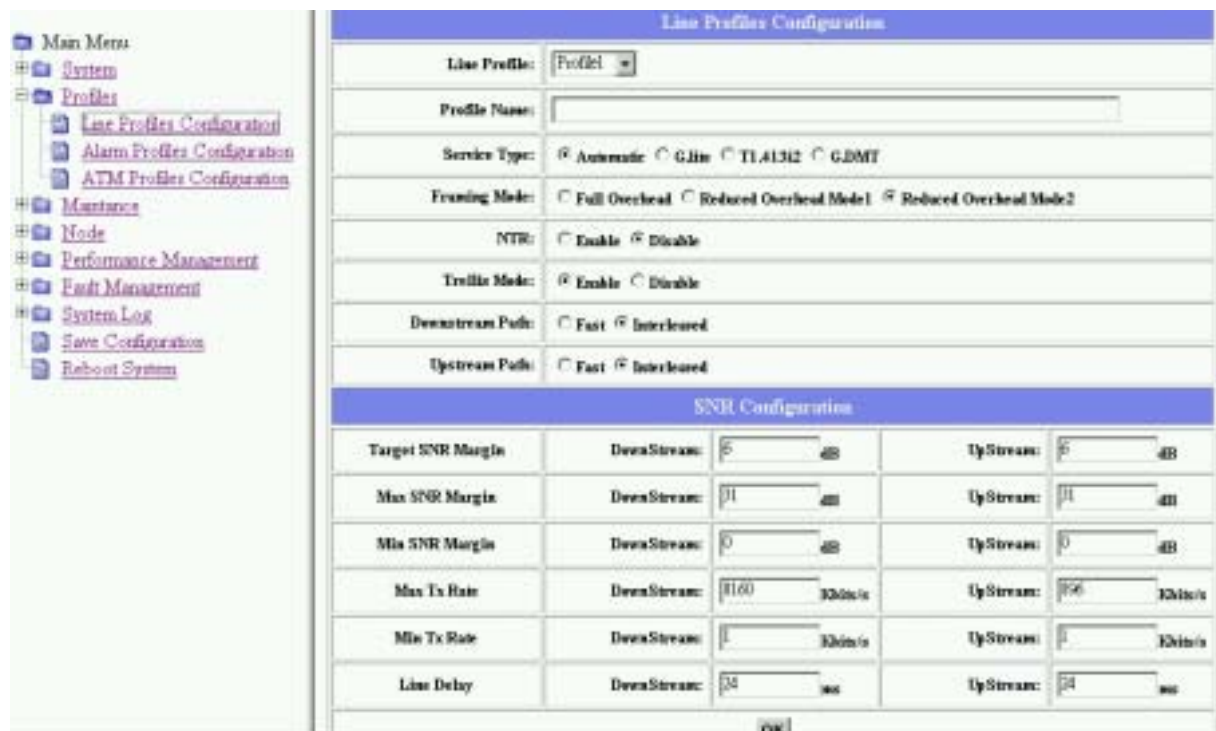 Main Menu
System
Profiles
Line Profiles Configuration
Alarm Profiles Configuration
ATM Profiles Configuration
Maintance
Node
Performance Management
Fault Management
System Log
Save Configuration
Reboot System
Line Profiles Configuration
Line Profile: Profile1
Profile Name:
Service Type: Automatic G.lite T1.413i2 G.DMT
Framing Mode: Full Overhead Reduced Overhead Mode1 Reduced Overhead Mode2
NTR: Enable Disable
Trellis Mode: Enable Disable
Downstream Path: Fast Interleaved
Upstream Path: Fast Interleaved
SNR Configuration
Target SNR Margin DownStream: 6 dB UpStream: 6 dB
Max SNR Margin DownStream: 31 dB UpStream: 31 dB
Min SNR Margin DownStream: 0 dB UpStream: 0 dB
Max Tx Rate DownStream: 8160 Kbits/s UpStream: 896 Kbits/s
Min Tx Rate DownStream: 1 Kbits/s UpStream: 1 Kbits/s
Line Delay DownStream: 24 ms UpStream: 24 ms
OK